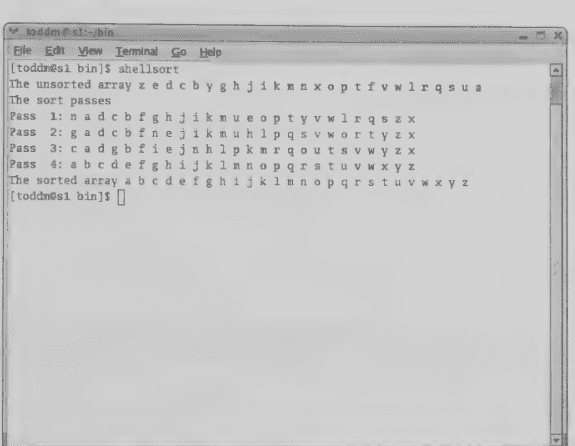 toddm@s1:~/bin
File Edit View Terminal Go Help
[toddm@s1 bin]$ shellsort
The unsorted array z e d c b y g h j i k m n x o p t f v w l r q s u a
The sort passes
Pass 1: n a d c b f g h j i k m u e o p t y v w l r q s z x
Pass 2: g a d c b f n e j i k m u h l p q s v w o r t y z x
Pass 3: c a d g b f i e j n h l p k m r q o u t s v w y z x
Pass 4: a b c d e f g h i j k l m n o p q r s t u v w x y z
The sorted array a b c d e f g h i j k l m n o p q r s t u v w x y z
[toddm@s1 bin]$